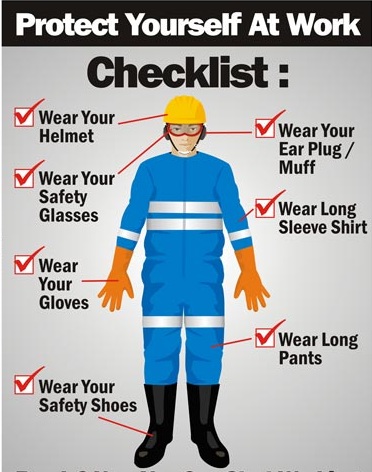 Protect Yourself At Work
Checklist :
Wear Your
Helmet
Wear Your
Safety
Glasses
Wear
Your
Gloves
Wear Your
Safety Shoes
Wear Your
Ear Plug /
Muff
Wear Long
Sleeve Shirt
Wear Long
Pants